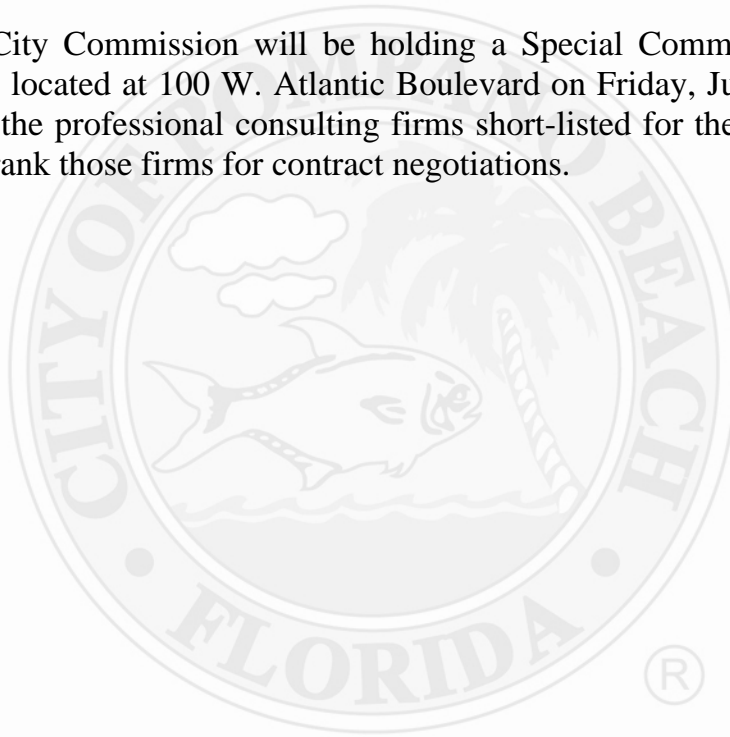 City Commission will be holding a Special Comm
located at 100 W. Atlantic Boulevard on Friday, Ju
the professional consulting firms short-listed for the
rank those firms for contract negotiations.
CITY OF POMPANO BEACH
• FLORIDA •
®